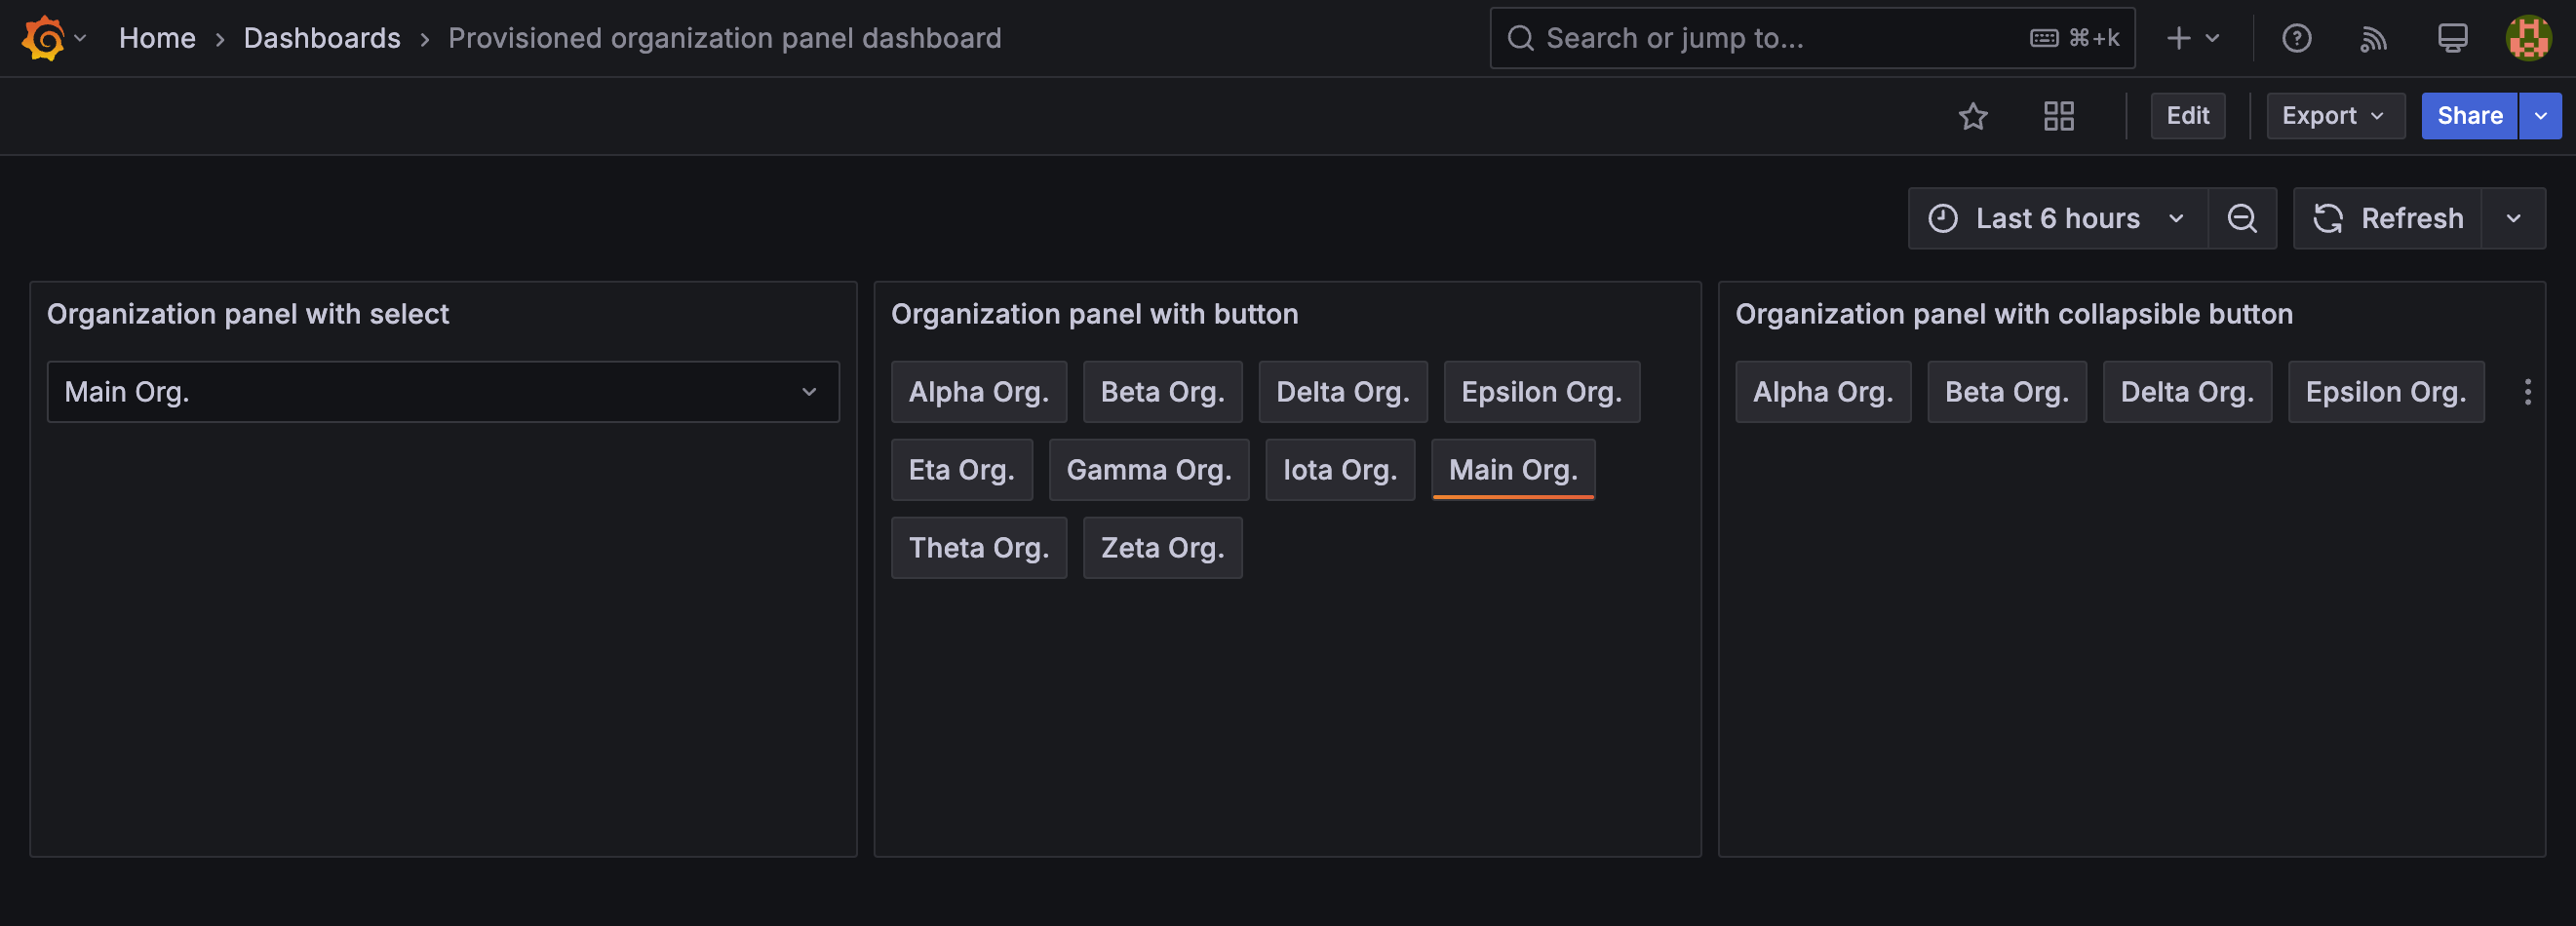 Home › Dashboards › Provisioned organization panel dashboard
Search or jump to...
⌘+k
Edit
Export
Share
Last 6 hours
Refresh
Organization panel with select
Main Org.
Organization panel with button
Alpha Org. Beta Org. Delta Org. Epsilon Org.
Eta Org. Gamma Org. Iota Org. Main Org.
Theta Org. Zeta Org.
Organization panel with collapsible button
Alpha Org. Beta Org. Delta Org. Epsilon Org.